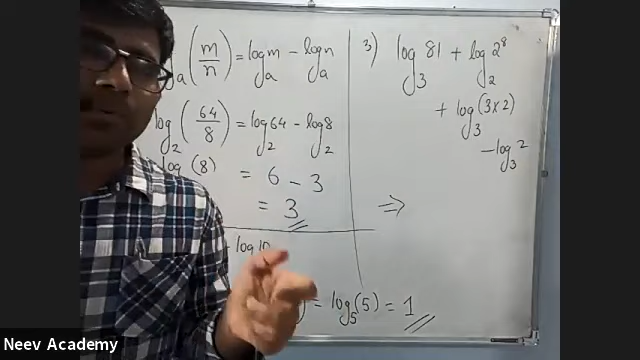 a(m/n) = log_a m - log_a n
log_2(64/8) = log_2 64 - log_2 8
log (8) = 6 - 3
= 3
log 10
) - log_5(5) = 1
3) log_3 81 + log_2 2^8
+ log_3(3×2)
- log_3 2
⇒
Neev Academy